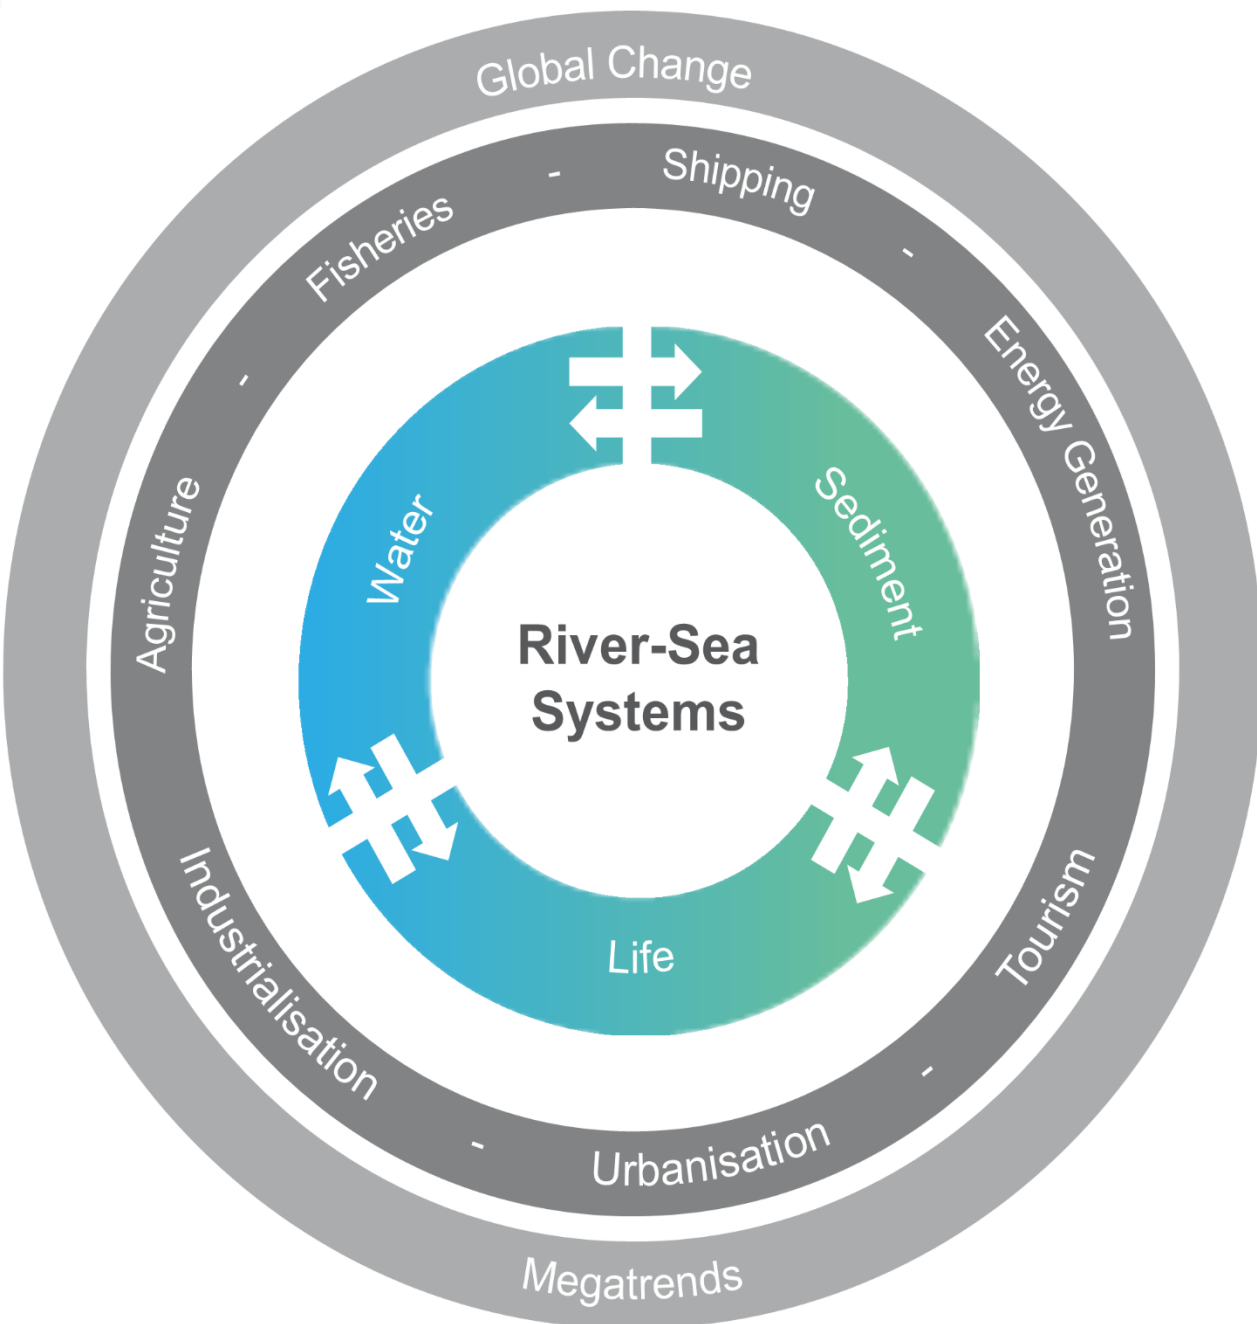 Global Change
Fisheries - Shipping - Energy Generation
Agriculture -
Water
Sediment
River-Sea
Systems
Life
Industrialisation - Urbanisation - Tourism
Megatrends